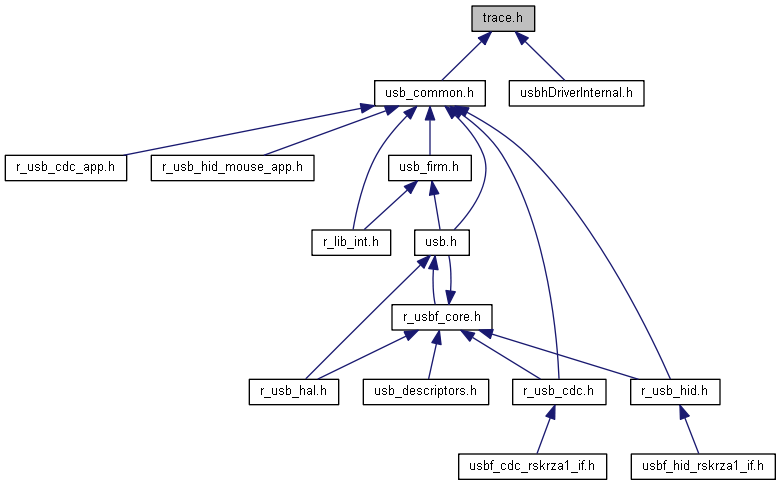 trace.h
usb_common.h
usbhDriverInternal.h
r_usb_cdc_app.h
r_usb_hid_mouse_app.h
usb_firm.h
r_lib_int.h
usb.h
r_usbf_core.h
r_usb_hal.h
usb_descriptors.h
r_usb_cdc.h
r_usb_hid.h
usbf_cdc_rskrza1_if.h
usbf_hid_rskrza1_if.h